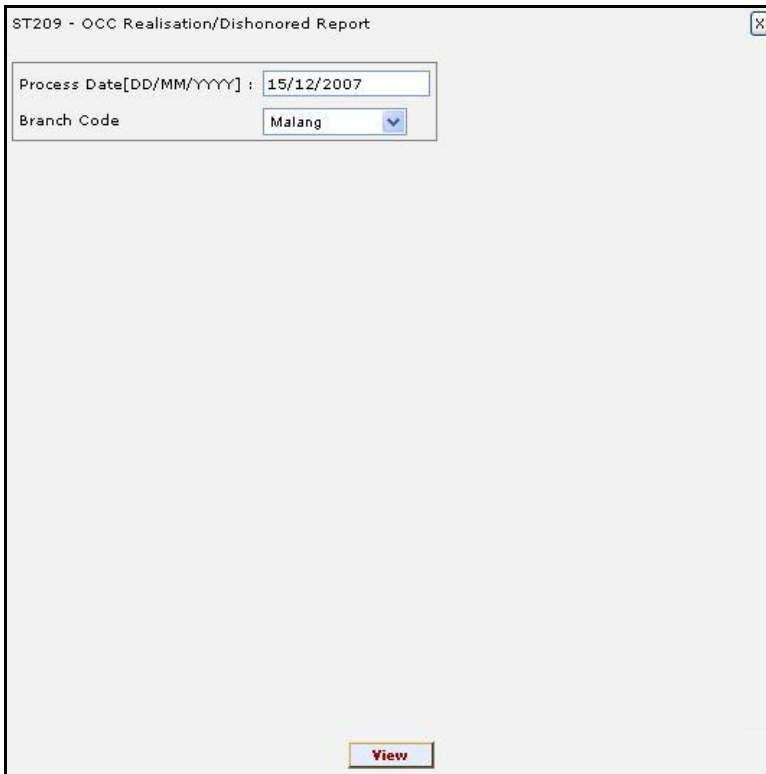 ST209 - OCC Realisation/Dishonored Report X
Process Date[DD/MM/YYYY] : 15/12/2007
Branch Code Malang
View